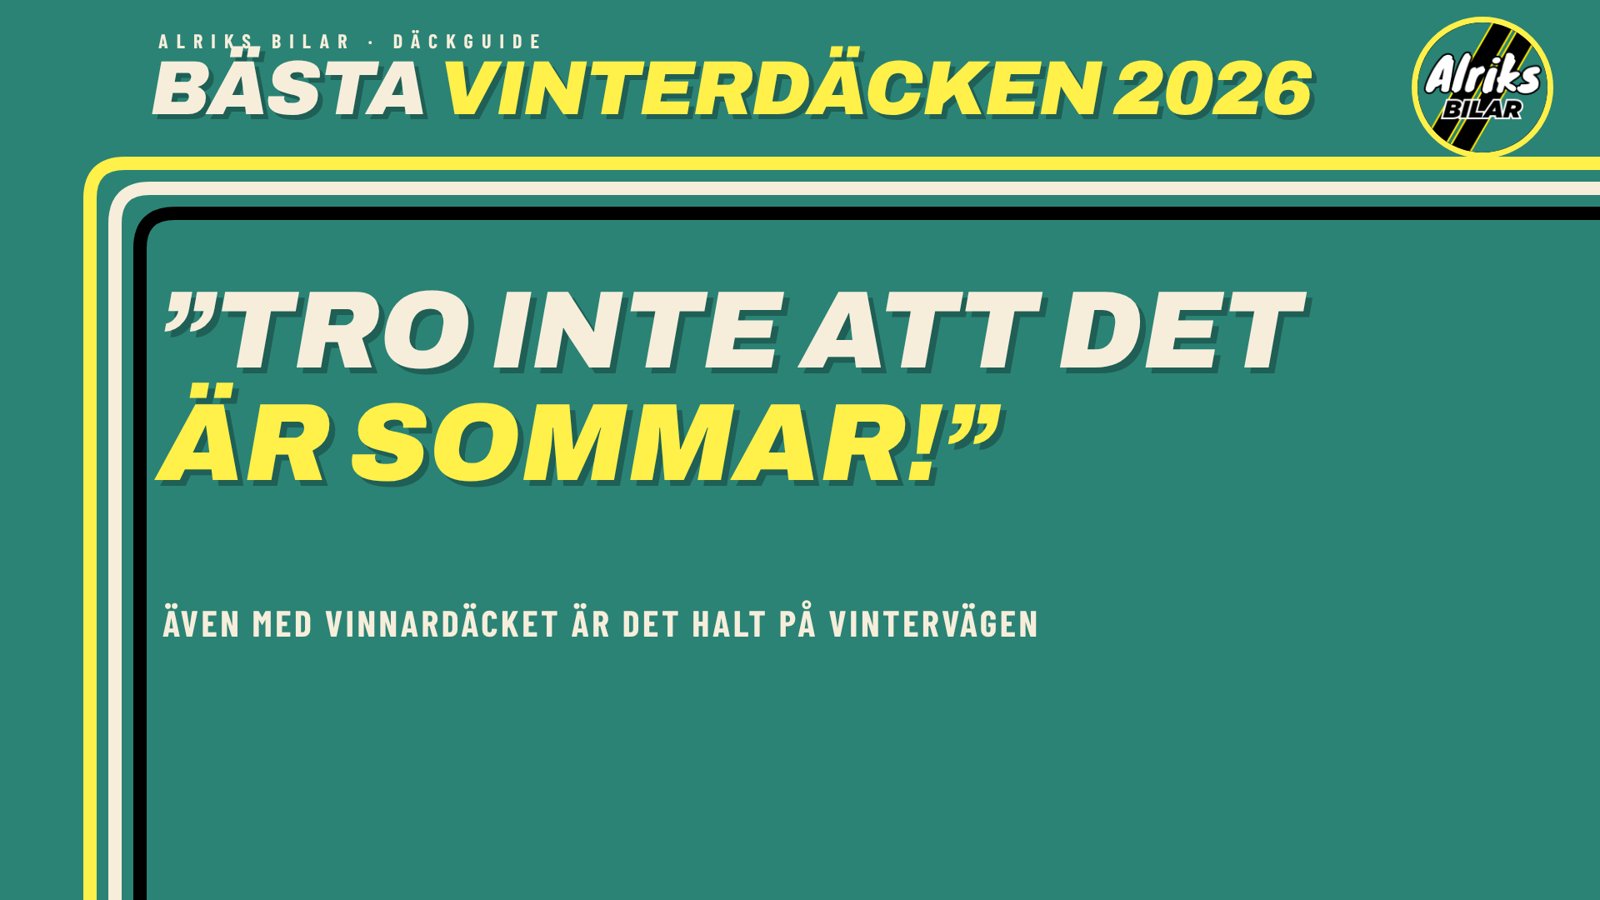 ALRIKS BILAR · DÄCKGUIDE
BÄSTA VINTERDÄCKEN 2026
Alriks
BILAR
”TRO INTE ATT DET
ÄR SOMMAR!”
ÄVEN MED VINNARDÄCKET ÄR DET HALT PÅ VINTERVÄGEN